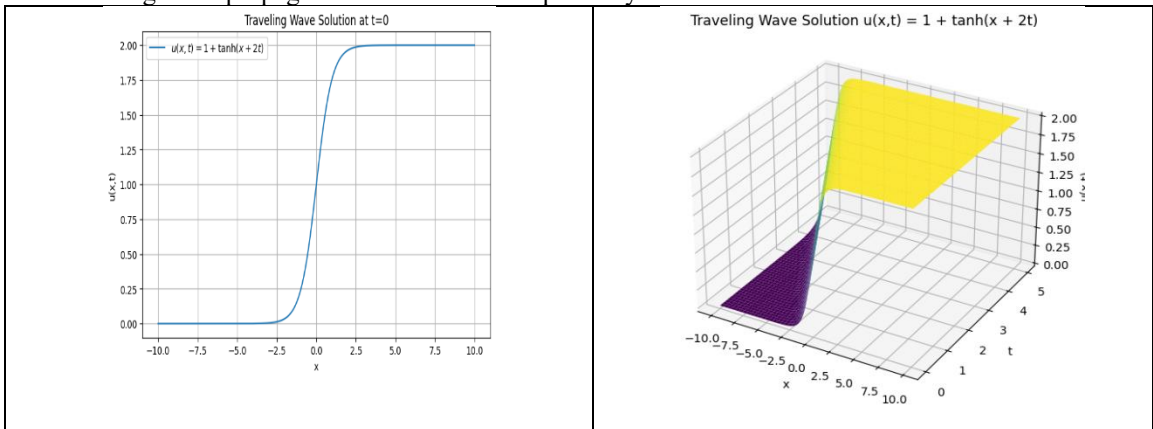 Traveling Wave Solution at t=0
u(x, t) = 1 + tanh(x + 2t)
2.00
1.75
1.50
1.25
1.00
0.75
0.50
0.25
0.00
u(x,t)
−10.0 −7.5 −5.0 −2.5 0.0 2.5 5.0 7.5 10.0
x
Traveling Wave Solution u(x,t) = 1 + tanh(x + 2t)
2.00
1.75
1.50
1.25
1.00
0.75
0.50
0.25
0.00
−10.0 −7.5 −5.0 −2.5 0.0 2.5 5.0 7.5 10.0
x
0 1 2 3 4 5
t